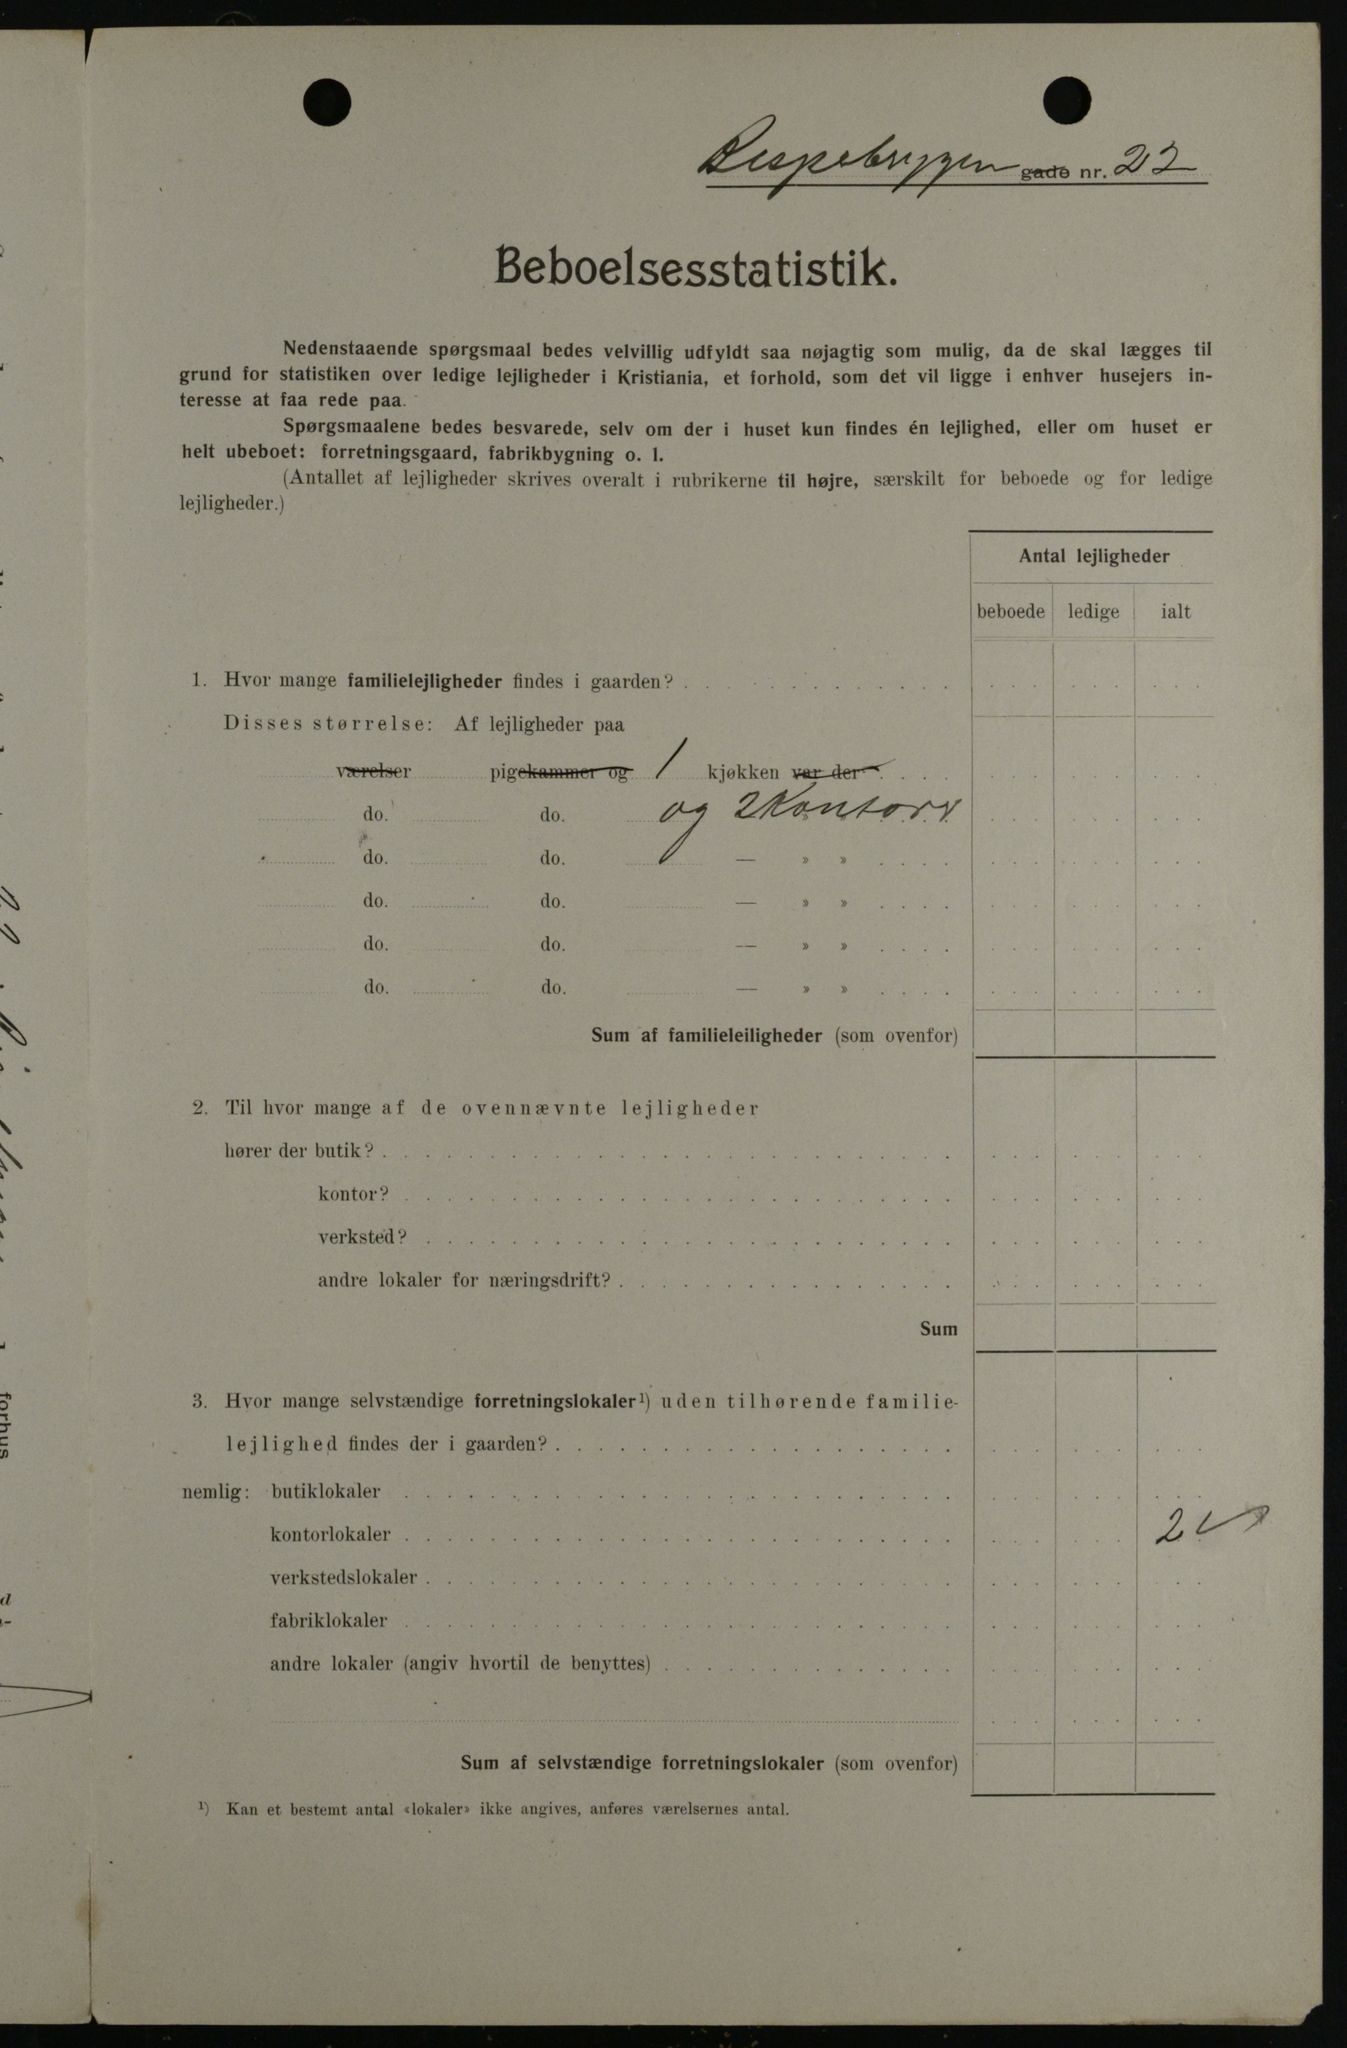 Bispebryggen gade nr. 22
Beboelsesstatistik.
Nedenstaaende spørgsmaal bedes velvillig udfyldt saa nøjagtig som mulig, da de skal lægges til
grund for statistiken over ledige lejligheder i Kristiania, et forhold, som det vil ligge i enhver husejers in-
teresse at faa rede paa.
Spørgsmaalene bedes besvarede, selv om der i huset kun findes én lejlighed, eller om huset er
helt ubeboet: forretningsgaard, fabrikbygning o. l.
(Antallet af lejligheder skrives overalt i rubrikerne til højre, særskilt for beboede og for ledige
lejligheder.)
Antal lejligheder
beboede ledige ialt
1. Hvor mange familielejligheder findes i gaarden?
Disses størrelse: Af lejligheder paa
værelser pigekammer og 1 kjøkken var der
do. do. og 2 Kontorer
do. do. — » »
do. do. — » »
do. do. — » »
do. do. — » »
Sum af familieleiligheder (som ovenfor)
2. Til hvor mange af de ovennævnte lejligheder
hører der butik?
kontor?
verksted?
andre lokaler for næringsdrift?
Sum
3. Hvor mange selvstændige forretningslokaler¹) uden tilhørende familie-
lejlighed findes der i gaarden?
nemlig: butiklokaler
kontorlokaler 2
verkstedslokaler
fabriklokaler
andre lokaler (angiv hvortil de benyttes)
Sum af selvstændige forretningslokaler (som ovenfor)
¹) Kan et bestemt antal «lokaler» ikke angives, anføres værelsernes antal.
forhus